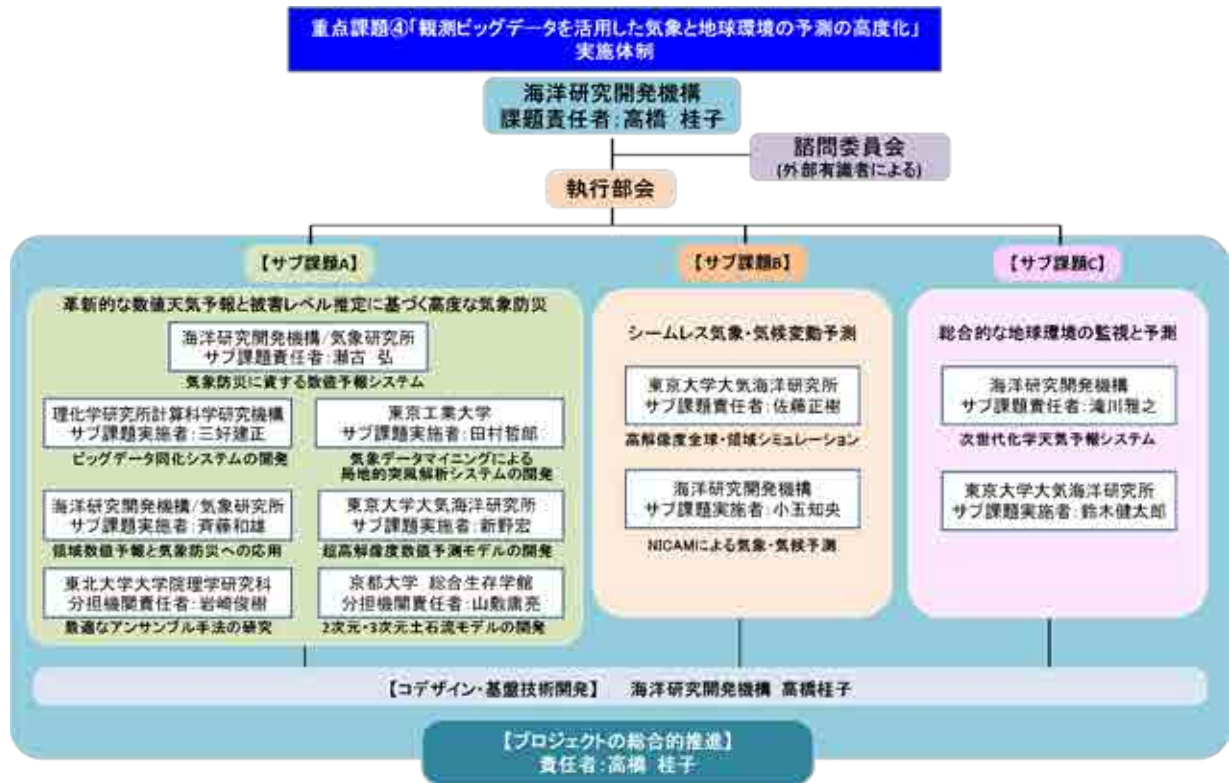 重点課題④「観測ビッグデータを活用した気象と地球環境の予測の高度化」
実施体制
海洋研究開発機構
課題責任者:高橋 桂子
諮問委員会
(外部有識者による)
執行部会
【サブ課題A】
革新的な数値天気予報と被害レベル推定に基づく高度な気象防災
海洋研究開発機構/気象研究所
サブ課題責任者:瀬古 弘
気象防災に資する数値予報システム
理化学研究所計算科学研究機構
サブ課題実施者:三好建正
ビッグデータ同化システムの開発
東京工業大学
サブ課題実施者:田村哲郎
気象データマイニングによる
局地的突風解析システムの開発
海洋研究開発機構/気象研究所
サブ課題実施者:斉藤和雄
領域数値予報と気象防災への応用
東京大学大気海洋研究所
サブ課題実施者:新野宏
超高解像度数値予測モデルの開発
東北大学大学院理学研究科
分担機関責任者:岩崎俊樹
最適なアンサンブル手法の研究
京都大学 総合生存学館
分担機関責任者:山敷庸亮
2次元・3次元土石流モデルの開発
【サブ課題B】
シームレス気象・気候変動予測
東京大学大気海洋研究所
サブ課題責任者:佐藤正樹
高解像度全球・領域シミュレーション
海洋研究開発機構
サブ課題実施者:小玉知央
NICAMによる気象・気候予測
【サブ課題C】
総合的な地球環境の監視と予測
海洋研究開発機構
サブ課題責任者:滝川雅之
次世代化学天気予報システム
東京大学大気海洋研究所
サブ課題実施者:鈴木健太郎
【コデザイン・基盤技術開発】 海洋研究開発機構 高橋桂子
【プロジェクトの総合的推進】
責任者:高橋 桂子